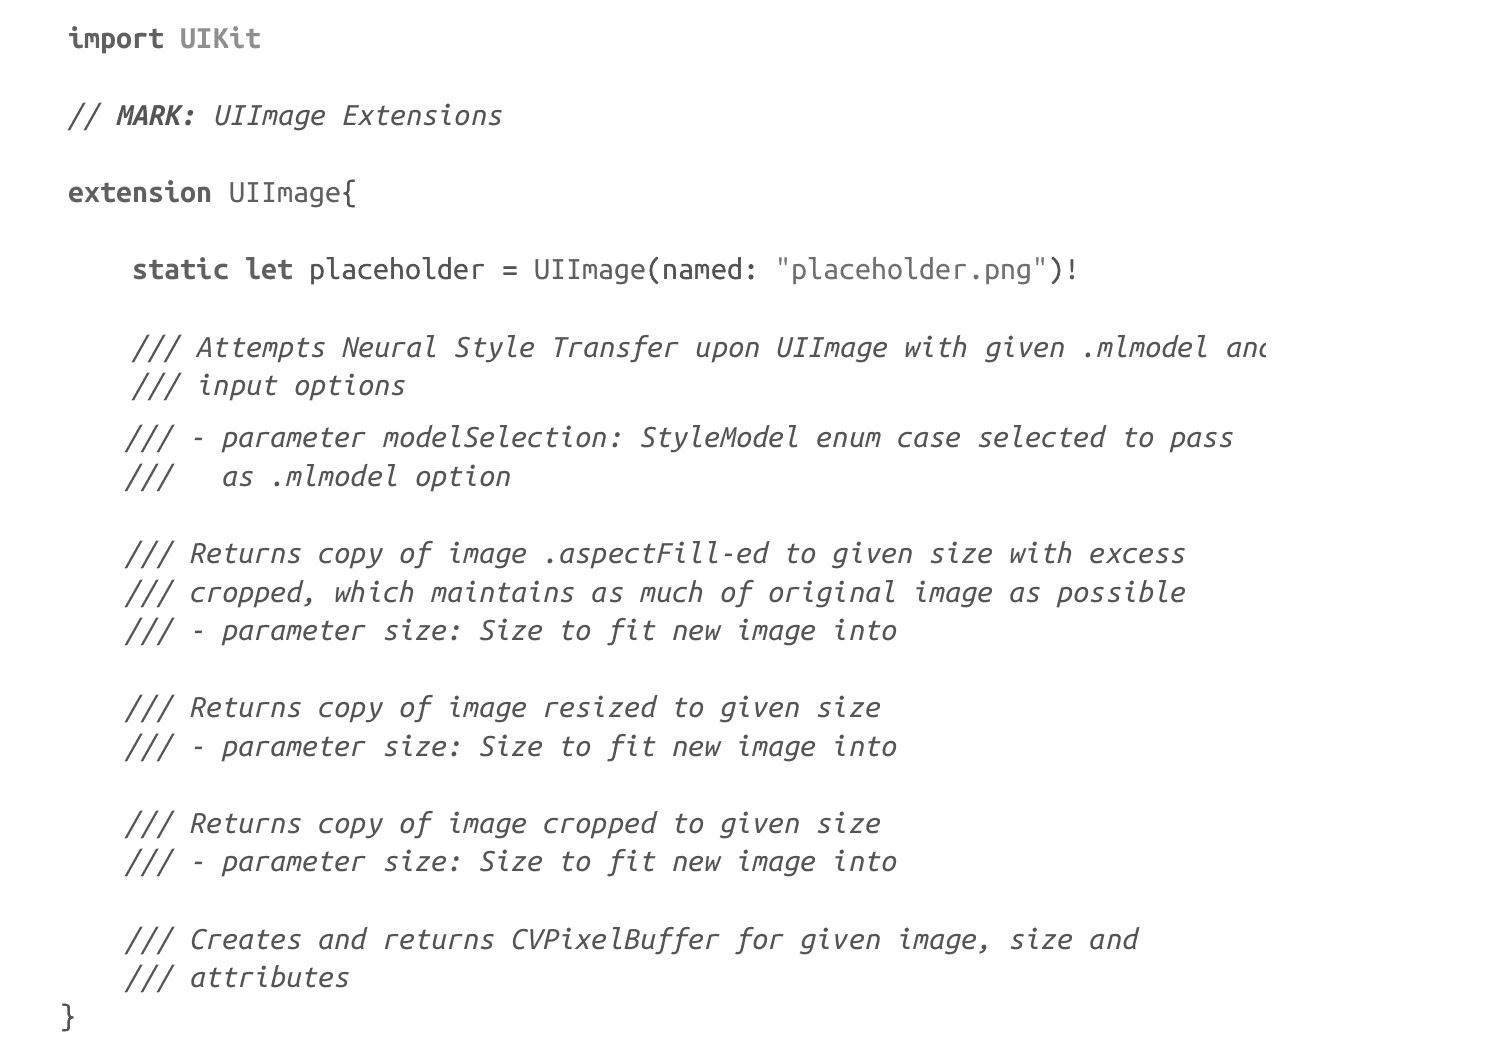 import UIKit
// MARK: UIImage Extensions
extension UIImage{
static let placeholder = UIImage(named: "placeholder.png")!
/// Attempts Neural Style Transfer upon UIImage with given .mlmodel and
/// input options
/// - parameter modelSelection: StyleModel enum case selected to pass
///   as .mlmodel option
/// Returns copy of image .aspectFill-ed to given size with excess
/// cropped, which maintains as much of original image as possible
/// - parameter size: Size to fit new image into
/// Returns copy of image resized to given size
/// - parameter size: Size to fit new image into
/// Returns copy of image cropped to given size
/// - parameter size: Size to fit new image into
/// Creates and returns CVPixelBuffer for given image, size and
/// attributes
}